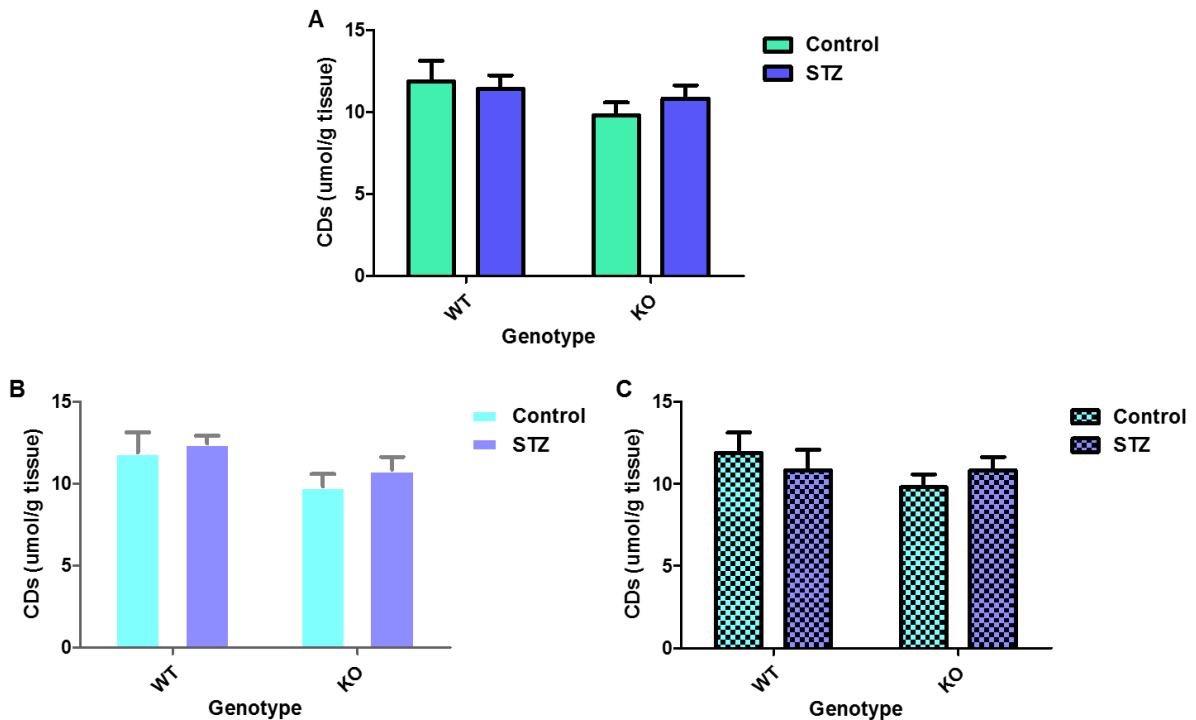 A
CDs (umol/g tissue)
15
10
5
0
WT
KO
Genotype
Control
STZ
B
CDs (umol/g tissue)
15
10
5
0
WT
KO
Genotype
Control
STZ
C
CDs (umol/g tissue)
15
10
5
0
WT
KO
Genotype
Control
STZ